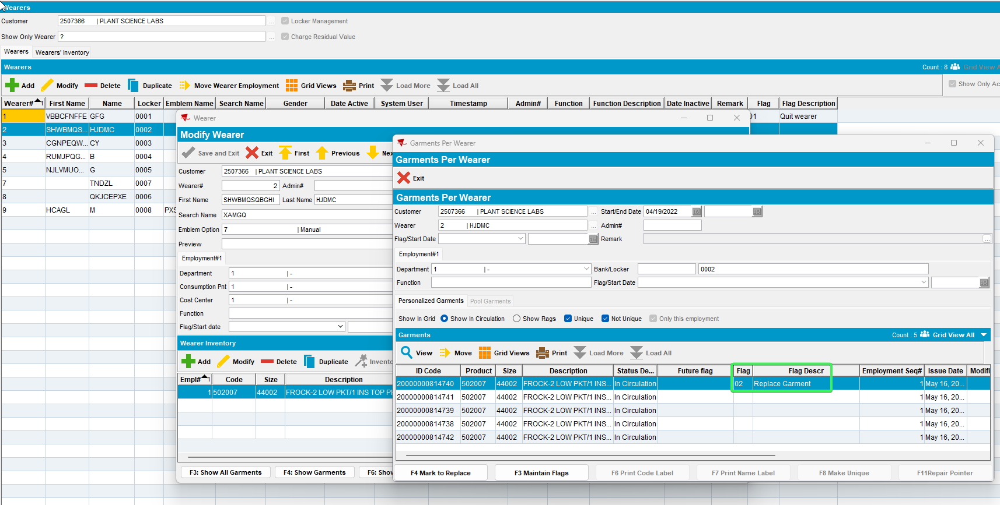 Wearers
Customer 2507366 | PLANT SCIENCE LABS ... Locker Management
Show Only Wearer ? ... Charge Residual Value
Wearers Wearers' Inventory
Wearers Count : 8 Grid View A
Add Modify Delete Duplicate Move Wearer Employment Grid Views Print Load More Load All Show Only Ac
Wearer# 1 First Name Name Locker Emblem Name Search Name Gender Date Active System User Timestamp Admin# Function Function Description Date Inactive Remark Flag Flag Description
1 VBBCFNFFE GFG 0001 01 Quit wearer
2 SHWBMQS... HJDMC 0002
3 CGNPEQW... CY 0003
4 RUMJPQG... B 0004
5 NJLVMUO... G 0005
7 TNDZL 0007
8 QKJCEPXE 0006
9 HCAGL M 0008 PXS
Wearer
Modify Wearer
Save and Exit Exit First Previous Nex
Customer 2507366 | PLANT SCIENCE LABS
Wearer# 2 Admin#
First Name SHWBMQSQBGHI Last Name HJDMC
Search Name XAMGQ
Emblem Option 7 | Manual
Preview
Employment#1
Department 1 | -
Consumption Pnt 1 | -
Cost Center 1 | -
Function
Flag/Start date
Wearer Inventory
Add Modify Delete Duplicate Invento
Empl# 1 Code Size Description
1 502007 44002 FROCK-2 LOW PKT/1 INS TOP P
F3: Show All Garments F4: Show Garments F6: Show
Garments Per Wearer
Garments Per Wearer
Exit
Garments Per Wearer
Customer 2507366 | PLANT SCIENCE LABS ... Start/End Date 04/19/2022 16 16
Wearer 2 | HJDMC ... Admin#
Flag/Start Date 16 Remark ...
Employment#1
Department 1 | - Bank/Locker 0002
Function Flag/Start Date 16
Personalized Garments Pool Garments
Show In Grid Show In Circulation Show Rags Unique Not Unique Only this employment
Garments Count : 5 Grid View All
View Move Grid Views Print Load More Load All
ID Code Product Size Description Status De... Future flag Flag Flag Descr Employment Seq# Issue Date Modifi
20000000814740 502007 44002 FROCK-2 LOW PKT/1 INS... In Circulation 02 Replace Garment 1 May 16, 20...
20000000814741 502007 44002 FROCK-2 LOW PKT/1 INS... In Circulation 1 May 16, 20...
20000000814739 502007 44002 FROCK-2 LOW PKT/1 INS... In Circulation 1 May 16, 20...
20000000814738 502007 44002 FROCK-2 LOW PKT/1 INS... In Circulation 1 May 16, 20...
20000000814742 502007 44002 FROCK-2 LOW PKT/1 INS... In Circulation 1 May 16, 20...
F4 Mark to Replace F3 Maintain Flags F6 Print Code Label F7 Print Name Label F8 Make Unique F11Repair Pointer